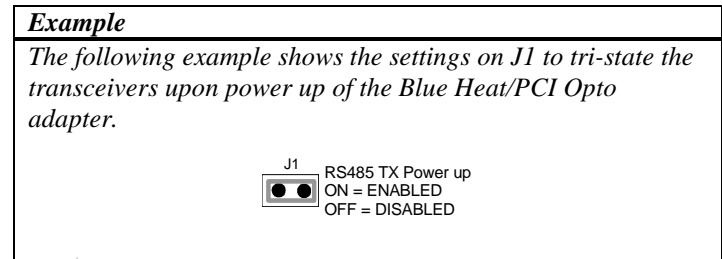 Example
The following example shows the settings on J1 to tri-state the
transceivers upon power up of the Blue Heat/PCI Opto
adapter.
J1
RS485 TX Power up
ON = ENABLED
OFF = DISABLED